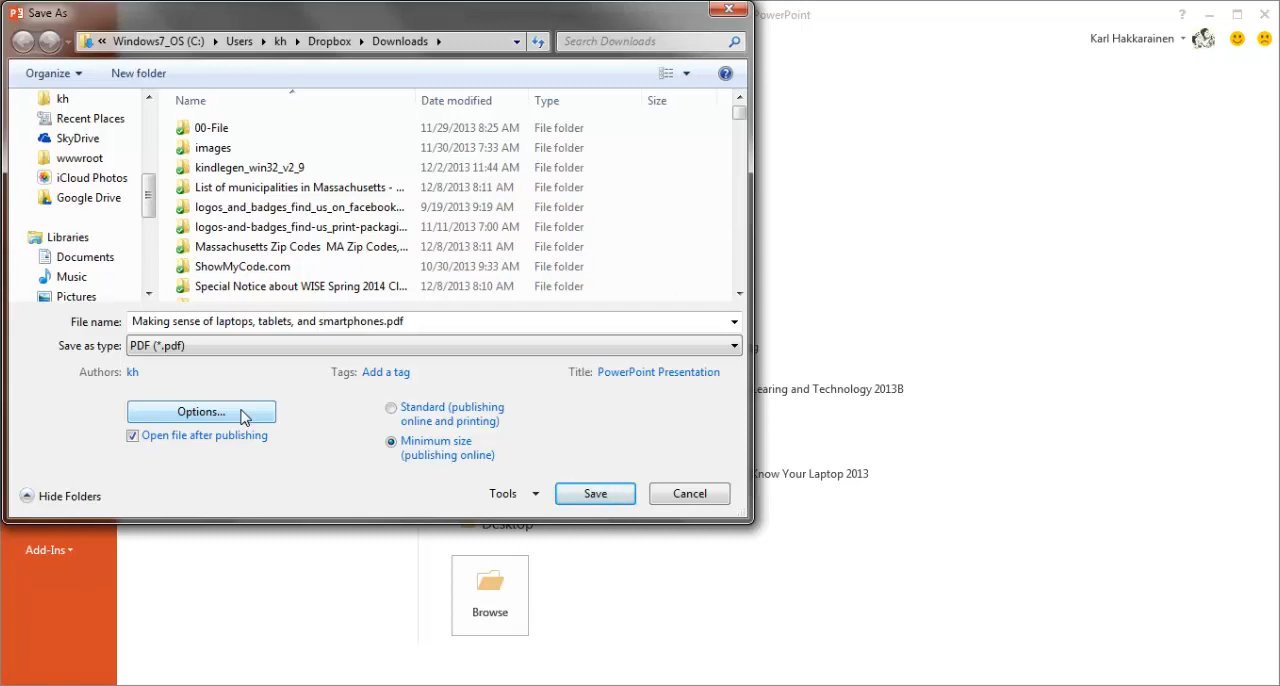 Save As
PowerPoint
Windows7_OS (C:) Users kh Dropbox Downloads
Search Downloads
Karl Hakkarainen
Organize New folder
kh
Recent Places
SkyDrive
wwwroot
iCloud Photos
Google Drive
Libraries
Documents
Music
Pictures
Name Date modified Type Size
00-File 11/29/2013 8:25 AM File folder
images 11/30/2013 7:33 AM File folder
kindlegen_win32_v2_9 12/2/2013 11:44 AM File folder
List of municipalities in Massachusetts - ... 12/8/2013 8:11 AM File folder
logos_and_badges_find_us_on_facebook... 9/19/2013 9:19 AM File folder
logos-and-badges_find-us_print-packagi... 11/11/2013 7:00 AM File folder
Massachusetts Zip Codes MA Zip Codes,... 12/8/2013 8:11 AM File folder
ShowMyCode.com 10/30/2013 9:33 AM File folder
Special Notice about WISE Spring 2014 Cl... 12/8/2013 8:10 AM File folder
File name: Making sense of laptops, tablets, and smartphones.pdf
Save as type: PDF (*.pdf)
Authors: kh Tags: Add a tag Title: PowerPoint Presentation
Options...
Open file after publishing
Standard (publishing
online and printing)
Minimum size
(publishing online)
Hide Folders
Tools Save Cancel
earing and Technology 2013B
Know Your Laptop 2013
Desktop
Add-Ins
Browse